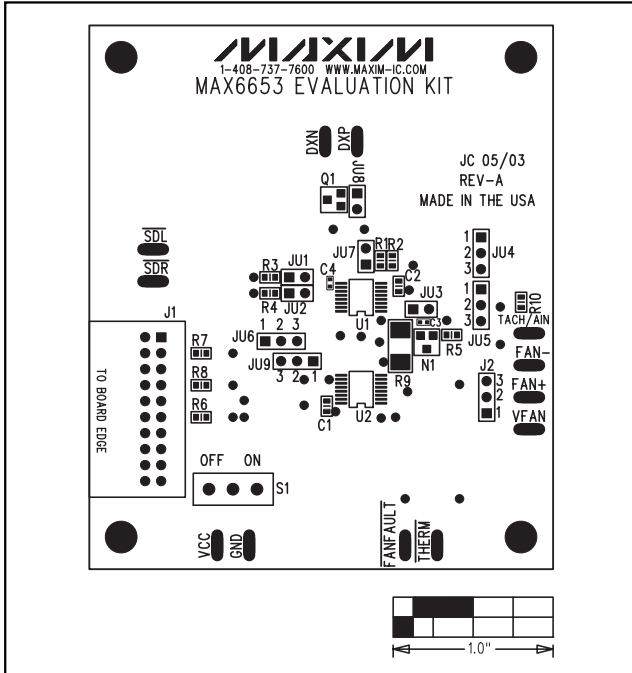 MAXIM
1-408-737-7600 WWW.MAXIM-IC.COM
MAX6653 EVALUATION KIT
DXN
DXP
JC 05/03
REV-A
MADE IN THE USA
Q1
JU8
SDL
SDR
JU7
R1
R2
1
2
3
JU4
R3
JU1
C4
C2
R4
JU2
JU3
1
2
3
JU5
R10
J1
U1
C3
TACH/AIN
JU6
1 2 3
R5
R7
N1
FAN-
JU9
3 2 1
J2
R8
R9
3
2
1
FAN+
R6
C1
U2
VFAN
TO BOARD EDGE
OFF ON
S1
VCC
GND
FANFAULT
THERM
1.0"